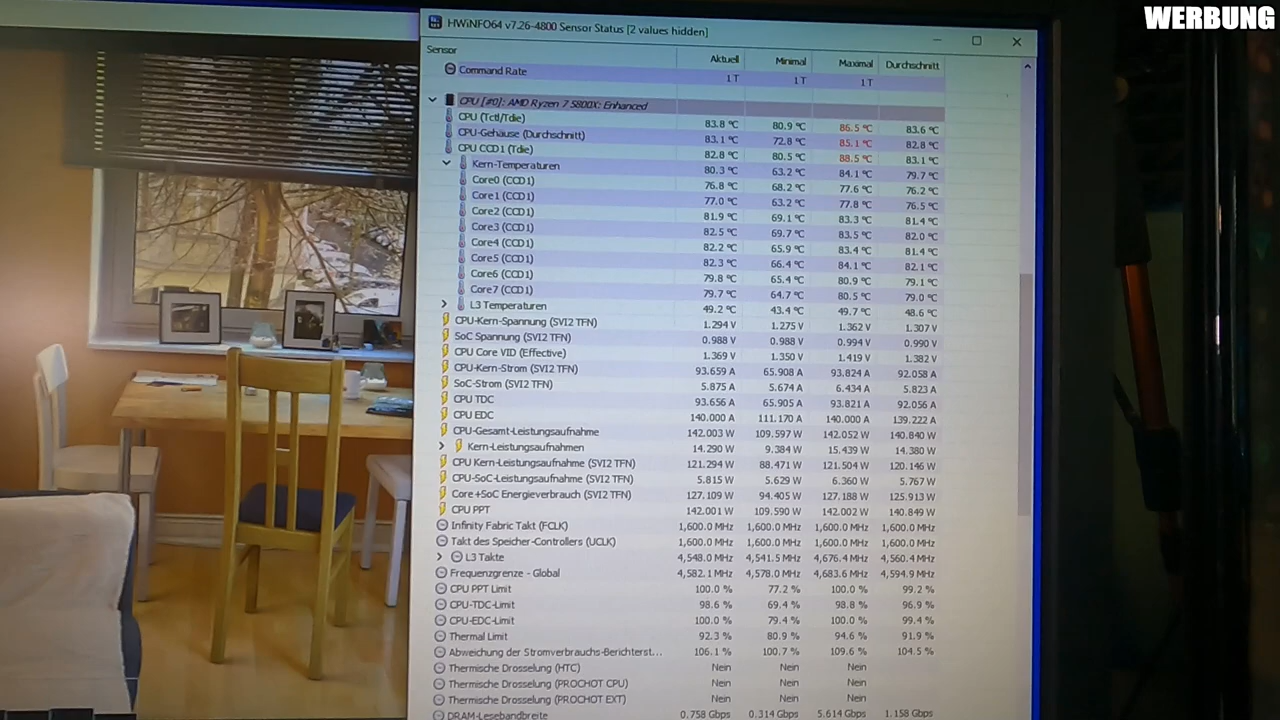 WERBUNG
HWiNFO64 v7.26-4800 Sensor Status [2 values hidden]
Sensor Aktuell Minimal Maximal Durchschnitt
Command Rate 1 T 1 T 1 T
CPU [#0]: AMD Ryzen 7 5800X: Enhanced
CPU (Tctl/Tdie) 83.8 °C 80.9 °C 86.5 °C 83.6 °C
CPU-Gehäuse (Durchschnitt) 83.1 °C 72.8 °C 85.1 °C 82.8 °C
CPU CCD1 (Tdie) 82.8 °C 80.5 °C 88.5 °C 83.1 °C
Kern-Temperaturen 80.3 °C 63.2 °C 84.1 °C 79.7 °C
Core0 (CCD1) 76.8 °C 68.2 °C 77.6 °C 76.2 °C
Core1 (CCD1) 77.0 °C 63.2 °C 77.8 °C 76.5 °C
Core2 (CCD1) 81.9 °C 69.1 °C 83.3 °C 81.4 °C
Core3 (CCD1) 82.5 °C 69.7 °C 83.5 °C 82.0 °C
Core4 (CCD1) 82.2 °C 65.9 °C 83.4 °C 81.4 °C
Core5 (CCD1) 82.3 °C 66.4 °C 84.1 °C 82.1 °C
Core6 (CCD1) 79.8 °C 65.4 °C 80.9 °C 79.1 °C
Core7 (CCD1) 79.7 °C 64.7 °C 80.5 °C 79.0 °C
L3 Temperaturen 49.2 °C 43.4 °C 49.7 °C 48.6 °C
CPU-Kern-Spannung (SVI2 TFN) 1.294 V 1.275 V 1.362 V 1.307 V
SoC Spannung (SVI2 TFN) 0.988 V 0.988 V 0.994 V 0.990 V
CPU Core VID (Effective) 1.369 V 1.350 V 1.419 V 1.382 V
CPU-Kern-Strom (SVI2 TFN) 93.659 A 65.908 A 93.824 A 92.058 A
SoC-Strom (SVI2 TFN) 5.875 A 5.674 A 6.434 A 5.823 A
CPU TDC 93.656 A 65.905 A 93.821 A 92.056 A
CPU EDC 140.000 A 111.170 A 140.000 A 139.222 A
CPU-Gesamt-Leistungsaufnahme 142.003 W 109.597 W 142.052 W 140.840 W
Kern-Leistungsaufnahmen 14.290 W 9.384 W 15.439 W 14.380 W
CPU Kern-Leistungsaufnahme (SVI2 TFN) 121.294 W 88.471 W 121.504 W 120.146 W
CPU-SoC-Leistungsaufnahme (SVI2 TFN) 5.815 W 5.629 W 6.360 W 5.767 W
Core+SoC Energieverbrauch (SVI2 TFN) 127.109 W 94.405 W 127.188 W 125.913 W
CPU PPT 142.001 W 109.590 W 142.002 W 140.849 W
Infinity Fabric Takt (FCLK) 1,600.0 MHz 1,600.0 MHz 1,600.0 MHz 1,600.0 MHz
Takt des Speicher-Controllers (UCLK) 1,600.0 MHz 1,600.0 MHz 1,600.0 MHz 1,600.0 MHz
L3 Takte 4,548.0 MHz 4,541.5 MHz 4,676.4 MHz 4,560.4 MHz
Frequenzgrenze - Global 4,582.1 MHz 4,578.0 MHz 4,683.6 MHz 4,594.9 MHz
CPU PPT Limit 100.0 % 77.2 % 100.0 % 99.2 %
CPU-TDC-Limit 98.6 % 69.4 % 98.8 % 96.9 %
CPU-EDC-Limit 100.0 % 79.4 % 100.0 % 99.4 %
Thermal Limit 92.3 % 80.9 % 94.6 % 91.9 %
Abweichung der Stromverbrauchs-Berichterst... 106.1 % 100.7 % 109.6 % 104.5 %
Thermische Drosselung (HTC) Nein Nein Nein
Thermische Drosselung (PROCHOT CPU) Nein Nein Nein
Thermische Drosselung (PROCHOT EXT) Nein Nein Nein
DRAM-Lesebandbreite 0.758 Gbps 0.314 Gbps 5.614 Gbps 1.158 Gbps